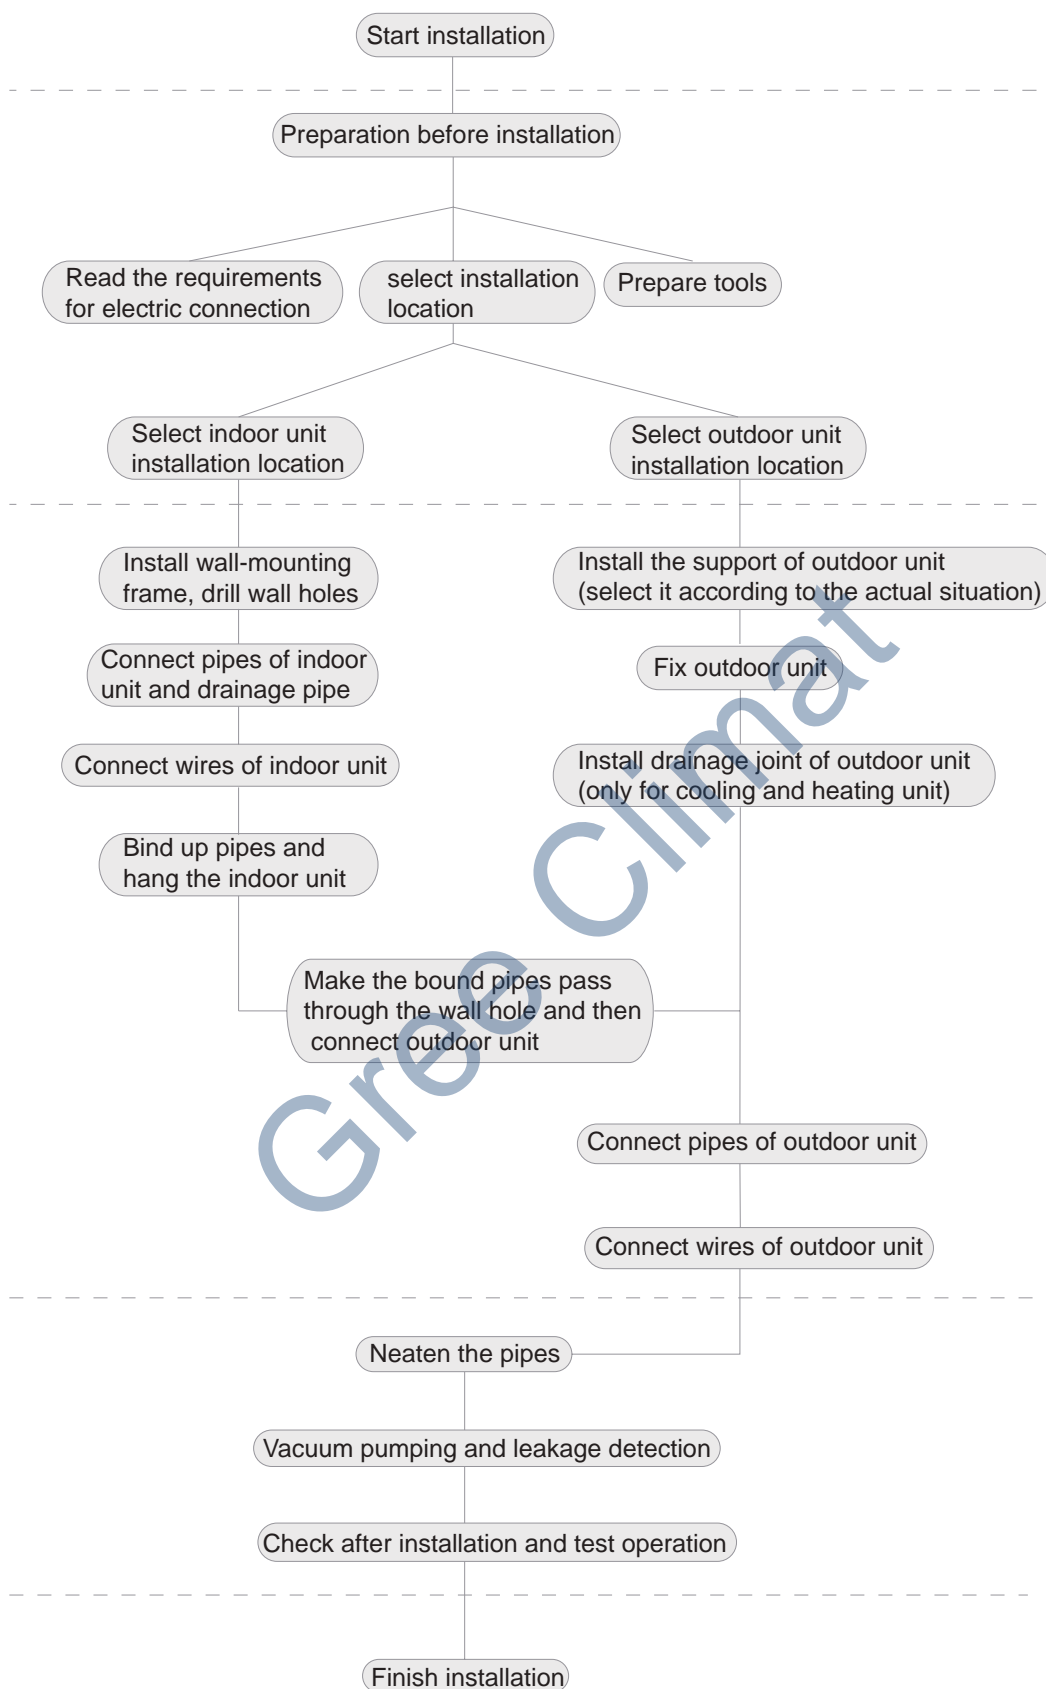 Start installation
Preparation before installation
Read the requirements
for electric connection
select installation
location
Prepare tools
Select indoor unit
installation location
Select outdoor unit
installation location
Install wall-mounting
frame, drill wall holes
Install the support of outdoor unit
(select it according to the actual situation)
Connect pipes of indoor
unit and drainage pipe
Fix outdoor unit
Connect wires of indoor unit
Install drainage joint of outdoor unit
(only for cooling and heating unit)
Bind up pipes and
hang the indoor unit
Make the bound pipes pass
through the wall hole and then
connect outdoor unit
Connect pipes of outdoor unit
Connect wires of outdoor unit
Neaten the pipes
Vacuum pumping and leakage detection
Check after installation and test operation
Finish installation
Gree Climat